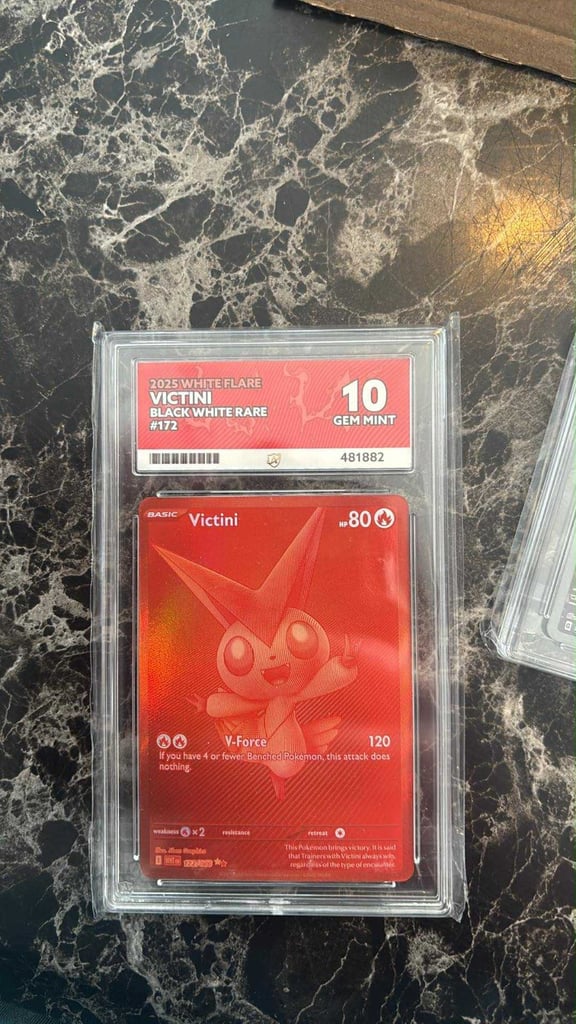 2025 WHITE FLARE
VICTINI
BLACK WHITE RARE
#172
10
GEM MINT
481882
BASIC Victini HP 80
V-Force 120
If you have 4 or fewer Benched Pokémon, this attack does
nothing.
weakness × 2 resistance retreat
This Pokémon brings victory. It is said
that Trainers with Victini always win,
regardless of the type of encounter.